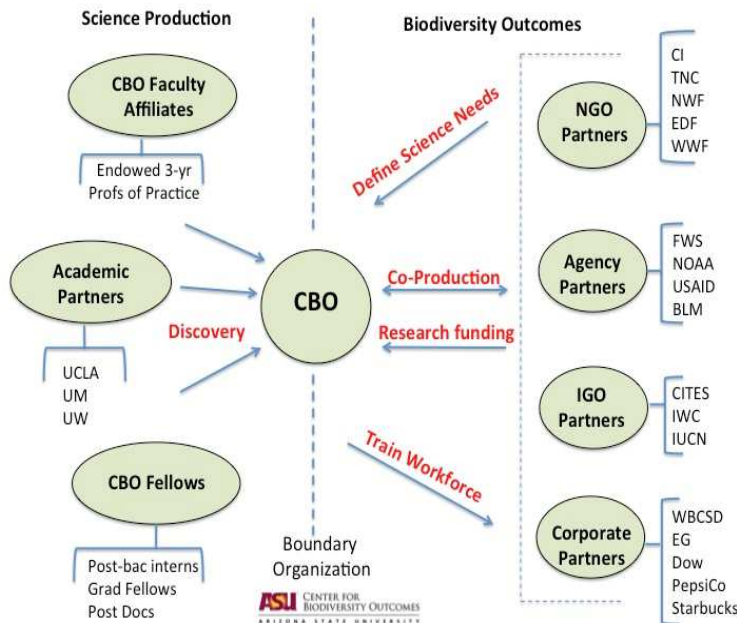 Science Production
Biodiversity Outcomes
CBO Faculty
Affiliates
Endowed 3-yr
Profs of Practice
Academic
Partners
UCLA
UM
UW
CBO Fellows
Post-bac interns
Grad Fellows
Post Docs
Discovery
CBO
Define Science Needs
Co-Production
Research funding
Train Workforce
Boundary
Organization
ASU CENTER FOR
BIODIVERSITY OUTCOMES
ARIZONA STATE UNIVERSITY
NGO
Partners
CI
TNC
NWF
EDF
WWF
Agency
Partners
FWS
NOAA
USAID
BLM
IGO
Partners
CITES
IWC
IUCN
Corporate
Partners
WBCSD
EG
Dow
PepsiCo
Starbucks